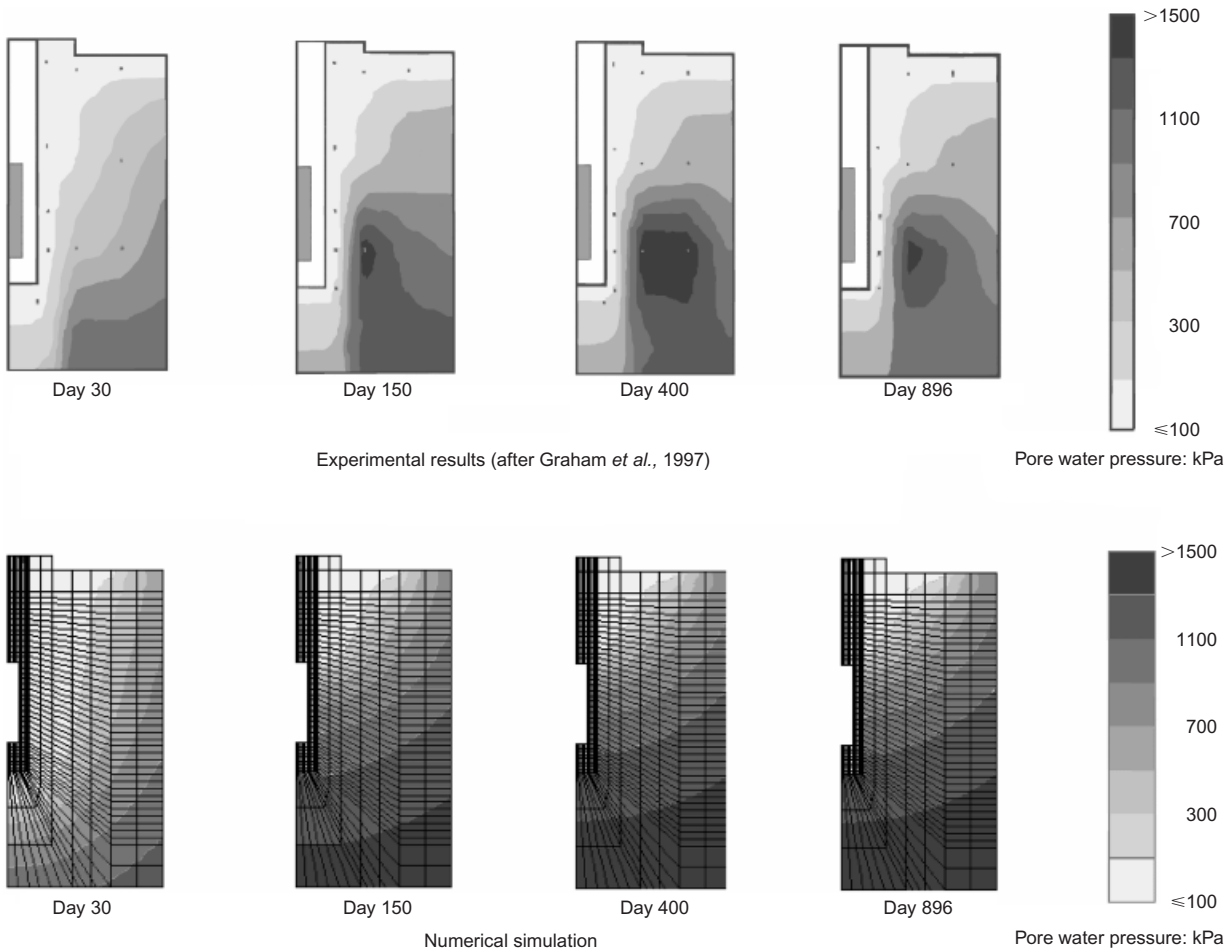 >1500
1100
700
300
⩽100
Day 30
Day 150
Day 400
Day 896
Experimental results (after Graham et al., 1997)
Pore water pressure: kPa
>1500
1100
700
300
⩽100
Day 30
Day 150
Day 400
Day 896
Numerical simulation
Pore water pressure: kPa